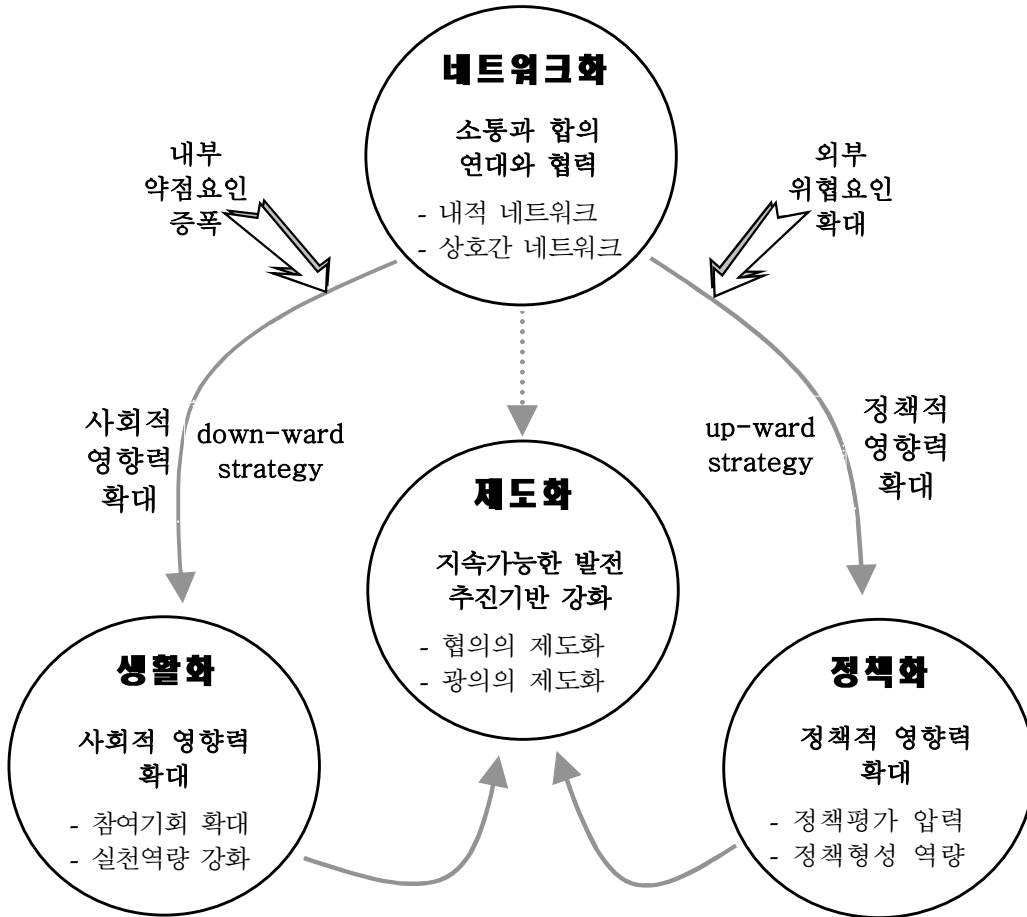 네트워크화
소통과 합의
연대와 협력
- 내적 네트워크
- 상호간 네트워크
내부
약점요인
증폭
외부
위협요인
확대
사회적
영향력
확대
down-ward
strategy
up-ward
strategy
정책적
영향력
확대
제도화
지속가능한 발전
추진기반 강화
- 협의의 제도화
- 광의의 제도화
생활화
사회적 영향력
확대
- 참여기회 확대
- 실천역량 강화
정책화
정책적 영향력
확대
- 정책평가 압력
- 정책형성 역량